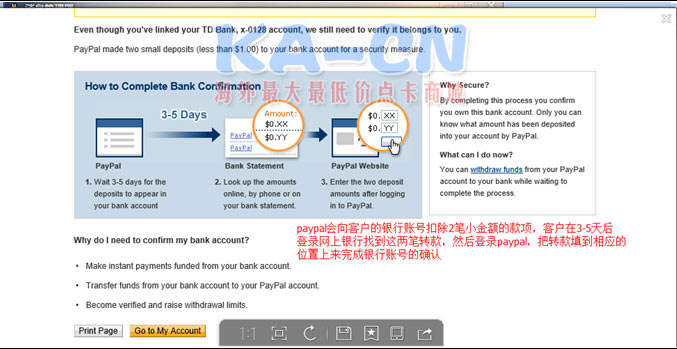 Even though you've linked your TD Bank, x-0128 account, we still need to verify it belongs to you.
PayPal made two small deposits (less than $1.00) to your bank account for a security measure.
KA-CN
海外最大最低价点卡商城
How to Complete Bank Confirmation
3-5 Days
Amount:
$0.XX
$0.YY
PayPal
PayPal
$0. XX
$0. YY
PayPal
Bank Statement
PayPal Website
1. Wait 3-5 days for the
deposits to appear in
your bank account
2. Look up the amounts
online, by phone or on
your bank statement.
3. Enter the two deposit
amounts after logging
in to PayPal.
Why Secure?
By completing this process you confirm
you own this bank account. Only you can
know what amount has been deposited
into your account by PayPal.
What can I do now?
You can withdraw funds from your PayPal
account to your bank while waiting to
complete the process.
paypal会向客户的银行账号扣除2笔小金额的款项，客户在3-5天后
登录网上银行找到这两笔转款，然后登录paypal，把转款填到相应的
位置上来完成银行账号的确认
Why do I need to confirm my bank account?
• Make instant payments funded from your bank account.
• Transfer funds from your bank account to your PayPal account.
• Become verified and raise withdrawal limits.
Print Page
Go to My Account
1:1